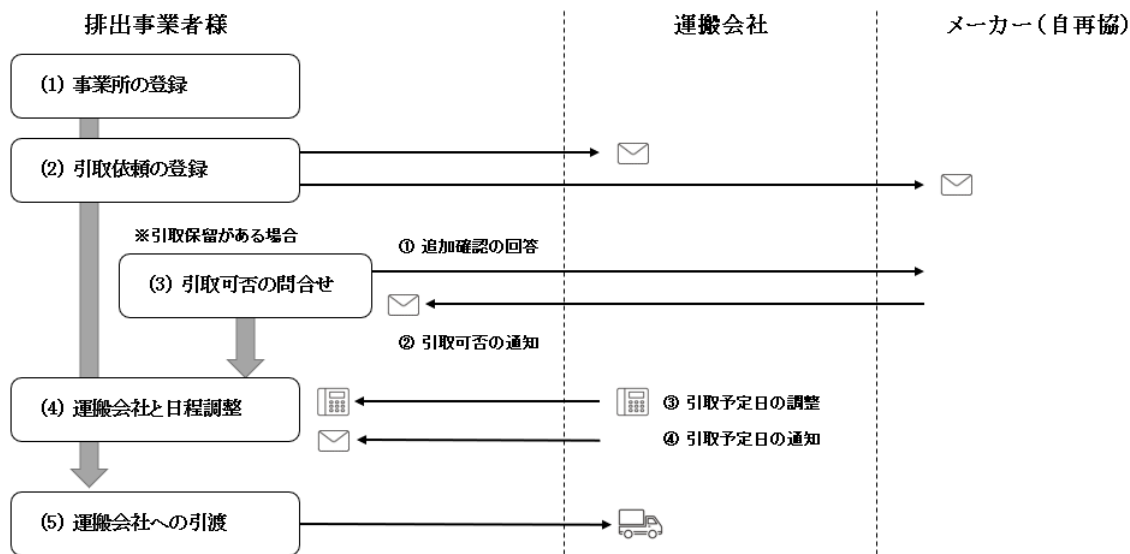 排出事業者様
運搬会社
メーカー(自再協)
(1) 事業所の登録
(2) 引取依頼の登録
※引取保留がある場合
① 追加確認の回答
(3) 引取可否の問合せ
② 引取可否の通知
(4) 運搬会社と日程調整
③ 引取予定日の調整
④ 引取予定日の通知
(5) 運搬会社への引渡